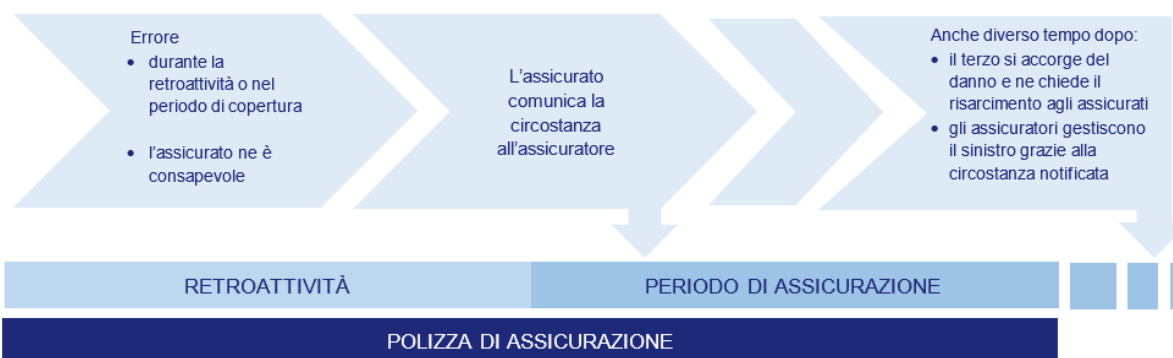 Errore
• durante la
retroattività o nel
periodo di copertura
• l'assicurato ne è
consapevole
L'assicurato
comunica la
circostanza
all'assicuratore
Anche diverso tempo dopo:
• il terzo si accorge del
danno e ne chiede il
risarcimento agli assicurati
• gli assicuratori gestiscono
il sinistro grazie alla
circostanza notificata
RETROATTIVITÀ
PERIODO DI ASSICURAZIONE
POLIZZA DI ASSICURAZIONE